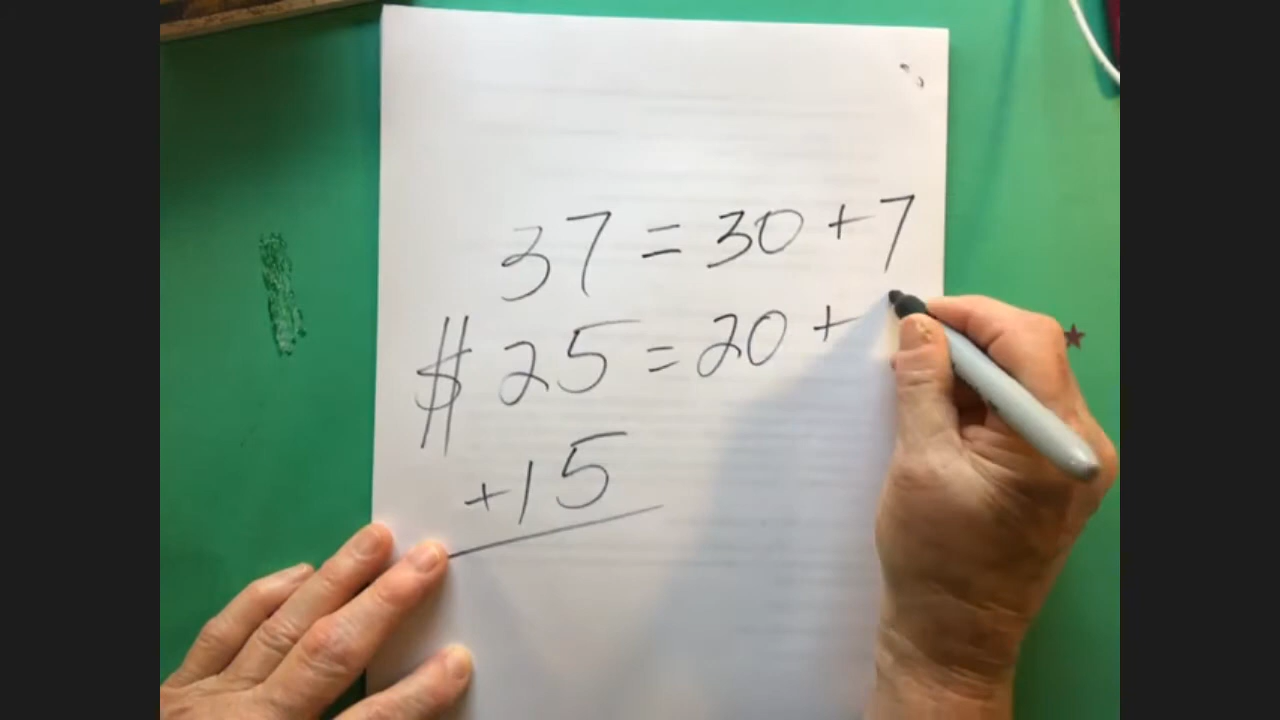 37 = 30 + 7
$ 25 = 20 +
+15